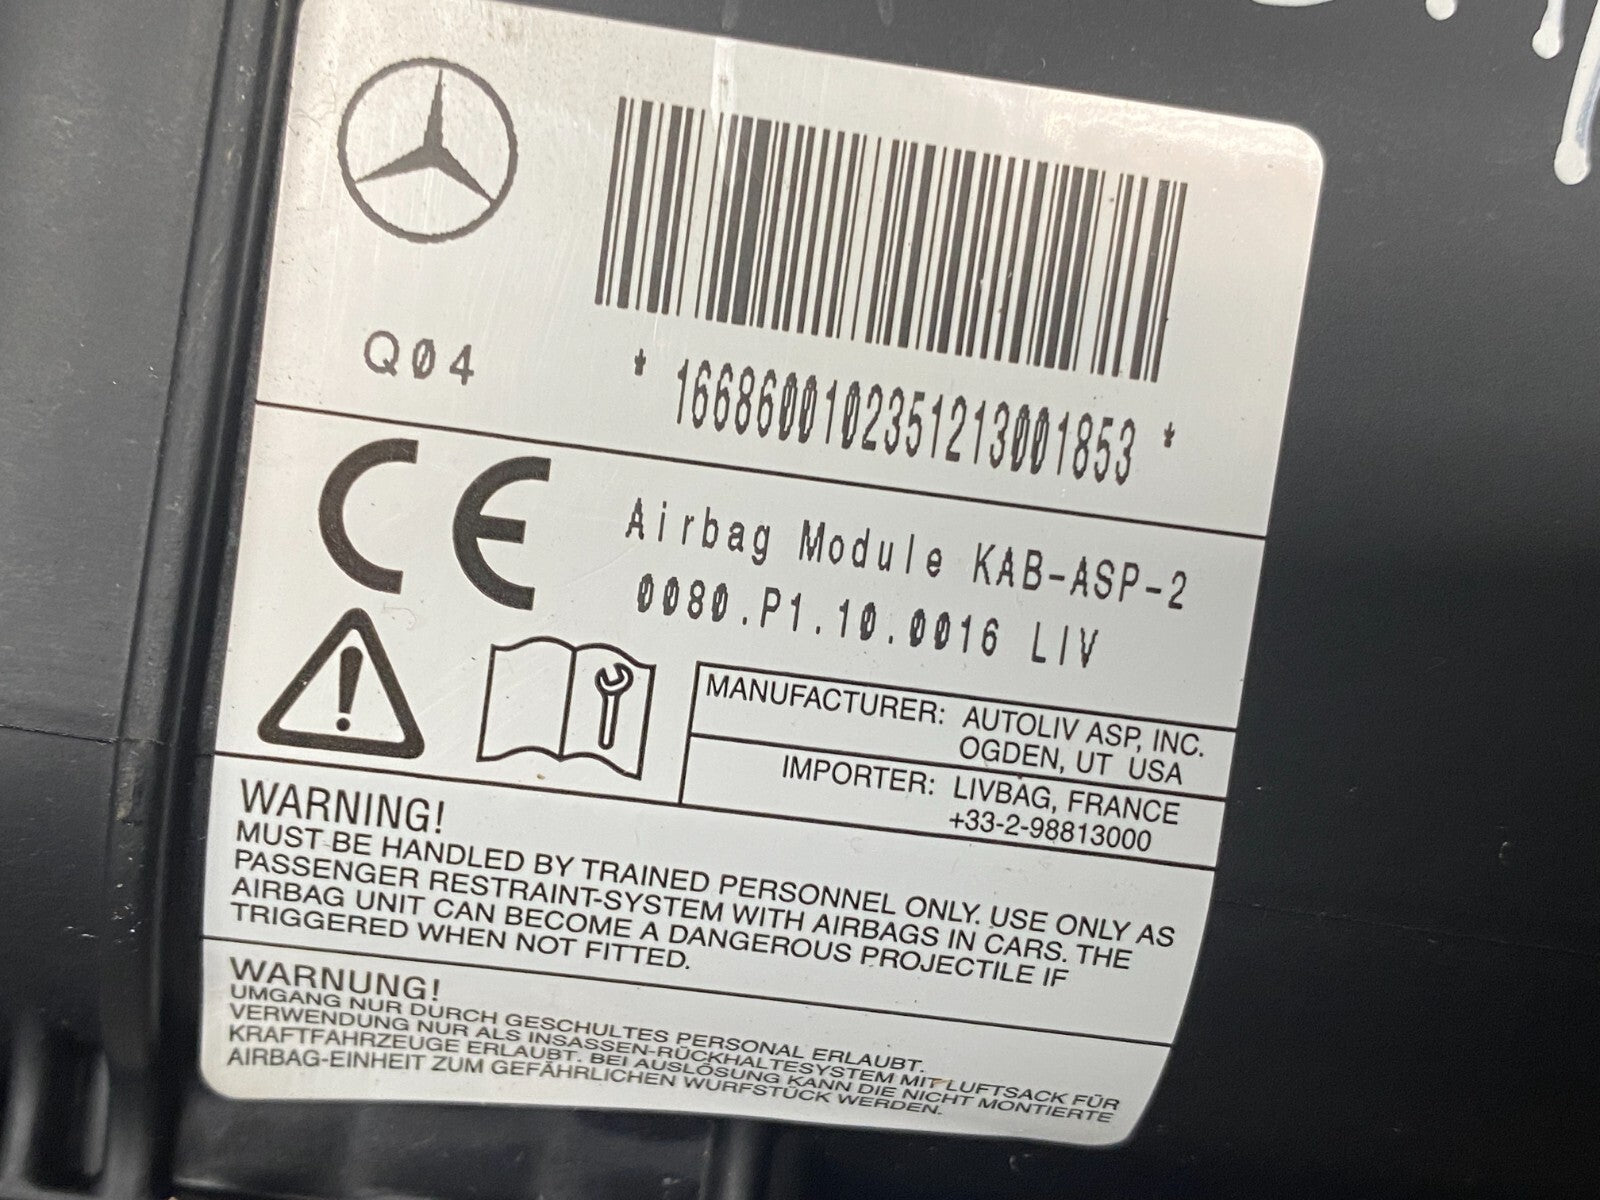 Q04
* 1668600102351213001853 *
CE
Airbag Module KAB-ASP-2
0080.P1.10.0016 LIV
MANUFACTURER: AUTOLIV ASP, INC.
OGDEN, UT USA
IMPORTER: LIVBAG, FRANCE
+33-2-98813000
WARNING!
MUST BE HANDLED BY TRAINED PERSONNEL ONLY. USE ONLY AS
PASSENGER RESTRAINT-SYSTEM WITH AIRBAGS IN CARS. THE
AIRBAG UNIT CAN BECOME A DANGEROUS PROJECTILE IF
TRIGGERED WHEN NOT FITTED.
WARNUNG!
UMGANG NUR DURCH GESCHULTES PERSONAL ERLAUBT.
VERWENDUNG NUR ALS INSASSEN-RÜCKHALTESYSTEM MIT LUFTSACK FÜR
KRAFTFAHRZEUGE ERLAUBT. BEI AUSLÖSUNG KANN DIE NICHT MONTIERTE
AIRBAG-EINHEIT ZUM GEFÄHRLICHEN WURFSTÜCK WERDEN.